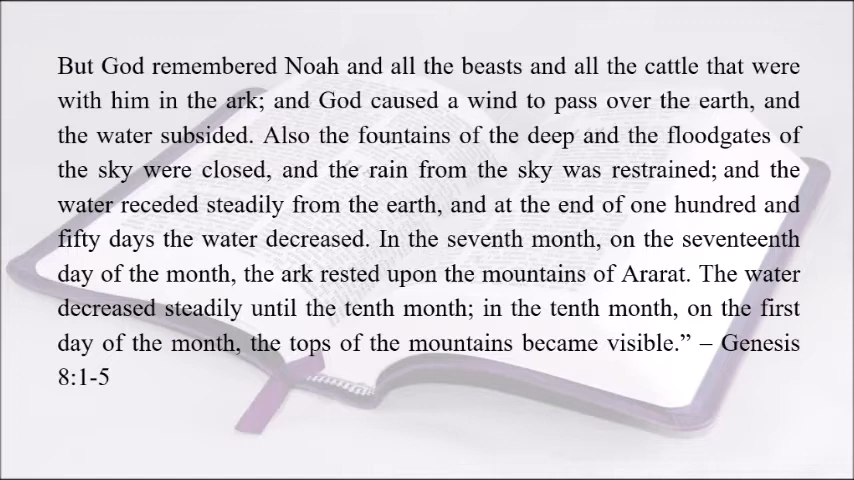 But God remembered Noah and all the beasts and all the cattle that were
with him in the ark; and God caused a wind to pass over the earth, and
the water subsided. Also the fountains of the deep and the floodgates of
the sky were closed, and the rain from the sky was restrained; and the
water receded steadily from the earth, and at the end of one hundred and
fifty days the water decreased. In the seventh month, on the seventeenth
day of the month, the ark rested upon the mountains of Ararat. The water
decreased steadily until the tenth month; in the tenth month, on the first
day of the month, the tops of the mountains became visible.” – Genesis
8:1-5